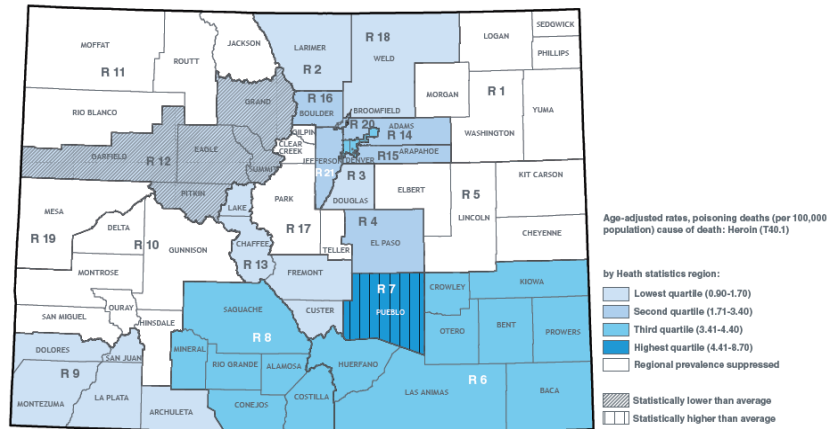 SEDGWICK
LOGAN
PHILLIPS
JACKSON
LARIMER
R 18
WELD
MOFFAT
ROUTT
R 11
R 2
R 16
BOULDER
GRAND
MORGAN
R 1
YUMA
RIO BLANCO
BROOMFIELD
R 20
ADAMS
R 14
WASHINGTON
GILPIN
CLEAR
CREEK
EAGLE
GARFIELD
R 12
SUMMIT
JEFFERSON
DENVER
R15
ARAPAHOE
R 21
R 3
DOUGLAS
ELBERT
R 5
LINCOLN
KIT CARSON
PITKIN
LAKE
PARK
R 17
TELLER
R 4
EL PASO
CHEYENNE
MESA
R 19
DELTA
R 10
GUNNISON
CHAFFEE
R 13
FREMONT
MONTROSE
R 7
PUEBLO
CROWLEY
KIOWA
OURAY
SAN MIGUEL
HINSDALE
SAGUACHE
R 8
CUSTER
OTERO
BENT
PROWERS
DOLORES
SAN JUAN
R 9
MINERAL
RIO GRANDE
ALAMOSA
HUERFANO
MONTEZUMA
LA PLATA
ARCHULETA
CONEJOS
COSTILLA
LAS ANIMAS
R 6
BACA
Age-adjusted rates, poisoning deaths (per 100,000
population) cause of death: Heroin (T40.1)
by Heath statistics region:
Lowest quartile (0.90-1.70)
Second quartile (1.71-3.40)
Third quartile (3.41-4.40)
Highest quartile (4.41-8.70)
Regional prevalence suppressed
Statistically lower than average
Statistically higher than average